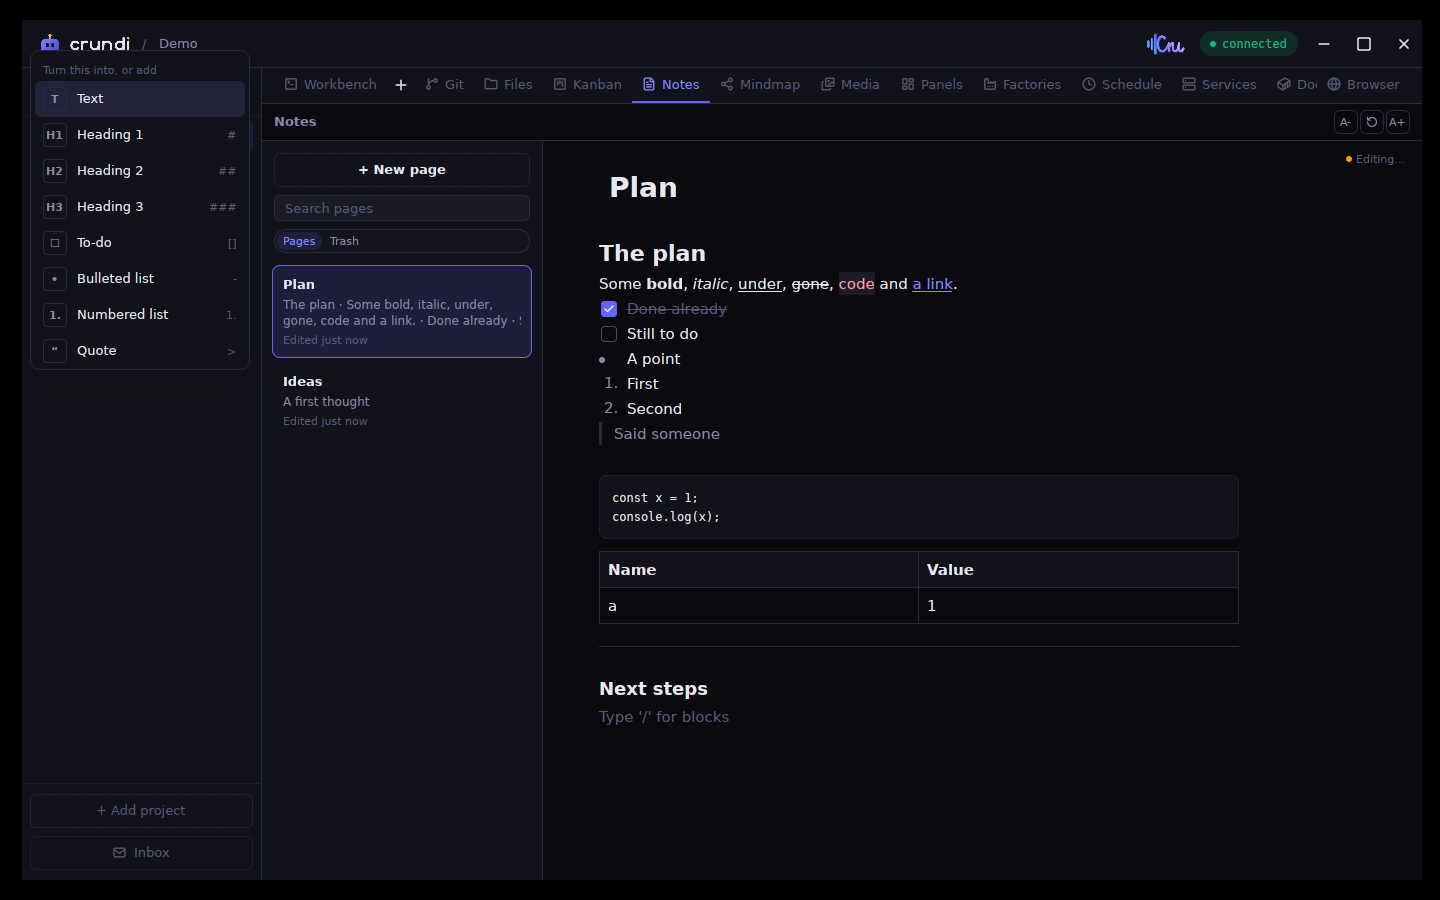 crundi / Demo
Cru
connected
Turn this into, or add
T Text
H1 Heading 1 #
H2 Heading 2 ##
H3 Heading 3 ###
To-do []
• Bulleted list -
1. Numbered list 1.
“ Quote >
+ Add project
Inbox
Workbench + Git Files Kanban Notes Mindmap Media Panels Factories Schedule Services Doc Browser
Notes
A- A+
+ New page
Search pages
Pages Trash
Plan
The plan · Some bold, italic, under,
gone, code and a link. · Done already ·
Edited just now
Ideas
A first thought
Edited just now
Editing...
Plan
The plan
Some bold, italic, under, gone, code and a link.
Done already
Still to do
• A point
1. First
2. Second
Said someone
const x = 1;
console.log(x);
Name Value
a 1
Next steps
Type '/' for blocks